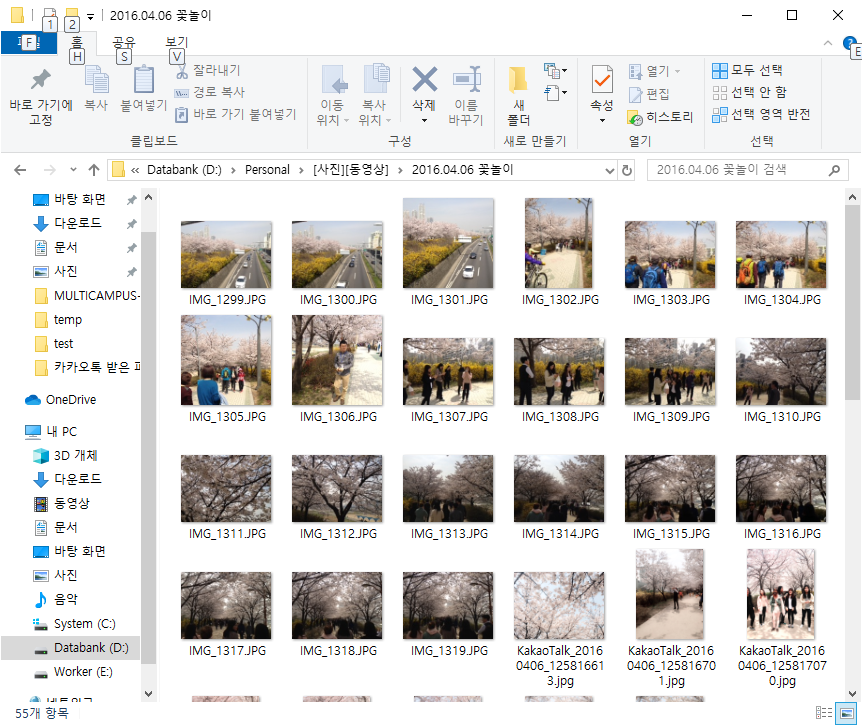 1 2 2016.04.06 꽃놀이
F 홈 공유 보기
H S V E
바로 가기에 고정
복사
붙여넣기
잘라내기
경로 복사
바로 가기 붙여넣기
클립보드
이동 위치
복사 위치
삭제
이름 바꾸기
구성
새 폴더
새로 만들기
속성
열기
편집
히스토리
열기
모두 선택
선택 안 함
선택 영역 반전
선택
« Databank (D:) > Personal > [사진][동영상] > 2016.04.06 꽃놀이
2016.04.06 꽃놀이 검색
바탕 화면
다운로드
문서
사진
MULTICAMPUS-
temp
test
카카오톡 받은
OneDrive
내 PC
3D 개체
다운로드
동영상
문서
바탕 화면
사진
음악
System (C:)
Databank (D:)
Worker (E:)
IMG_1299.JPG IMG_1300.JPG IMG_1301.JPG IMG_1302.JPG IMG_1303.JPG IMG_1304.JPG
IMG_1305.JPG IMG_1306.JPG IMG_1307.JPG IMG_1308.JPG IMG_1309.JPG IMG_1310.JPG
IMG_1311.JPG IMG_1312.JPG IMG_1313.JPG IMG_1314.JPG IMG_1315.JPG IMG_1316.JPG
IMG_1317.JPG IMG_1318.JPG IMG_1319.JPG
KakaoTalk_2016
0406_12581661
3.jpg
KakaoTalk_2016
0406_12581670
1.jpg
KakaoTalk_2016
0406_12581707
0.jpg
55개 항목